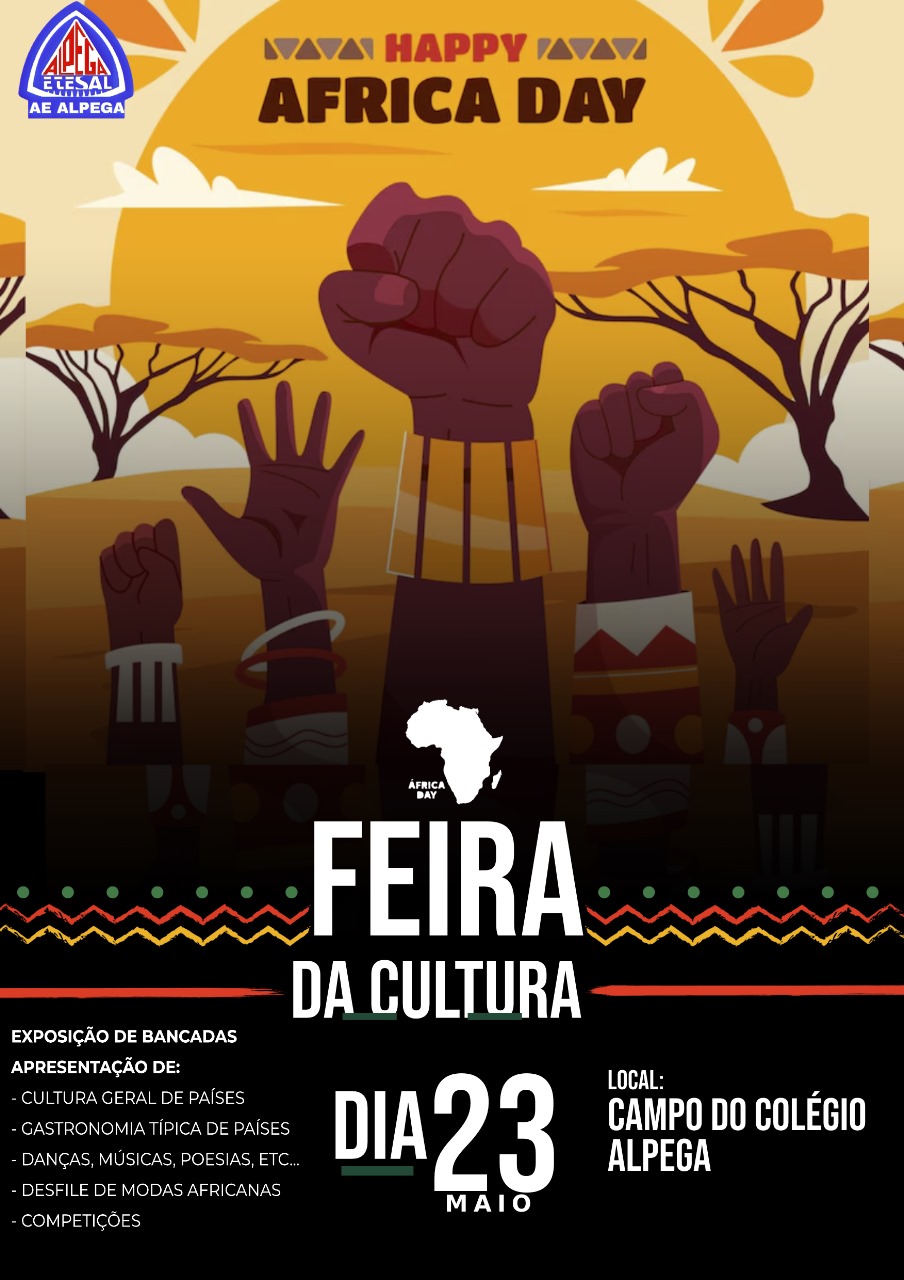 ALPEGA
ETESAL
AE ALPEGA
HAPPY
AFRICA DAY
ÁFRICA
DAY
FEIRA
DA CULTURA
EXPOSIÇÃO DE BANCADAS
APRESENTAÇÃO DE:
- CULTURA GERAL DE PAÍSES
- GASTRONOMIA TÍPICA DE PAÍSES
- DANÇAS, MÚSICAS, POESIAS, ETC...
- DESFILE DE MODAS AFRICANAS
- COMPETIÇÕES
DIA 23
MAIO
LOCAL:
CAMPO DO COLÉGIO
ALPEGA